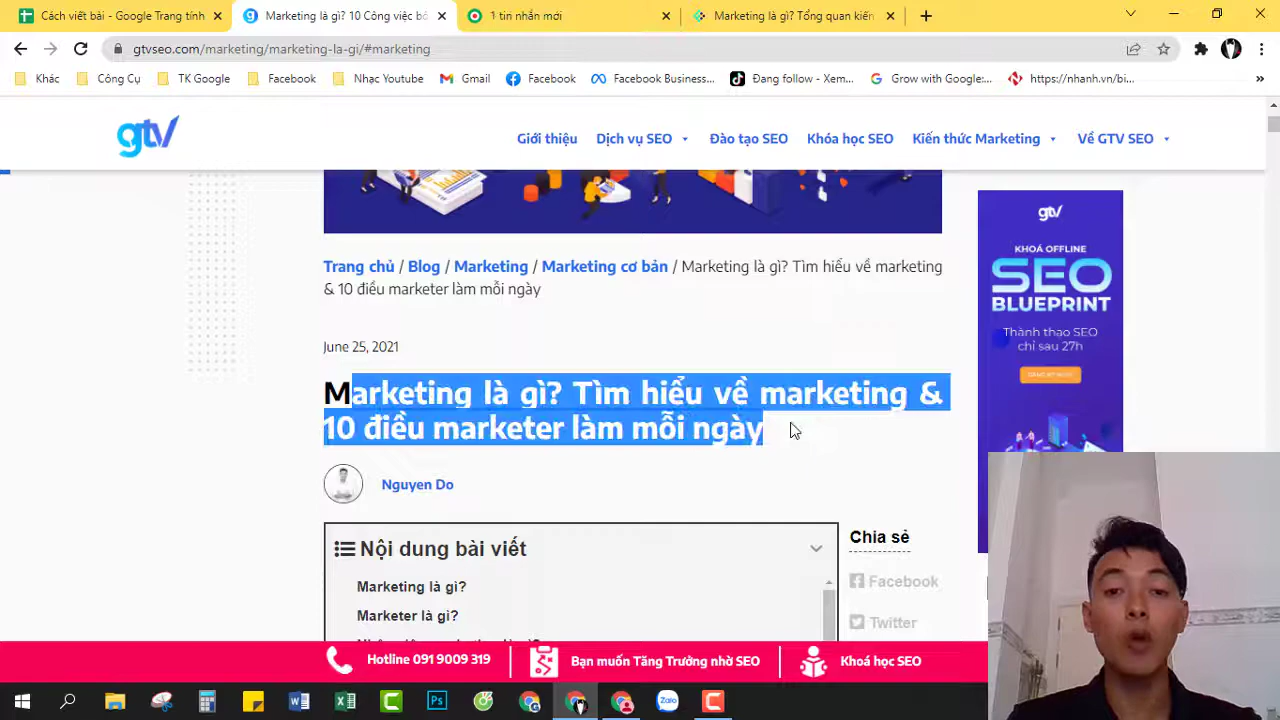 Cách viết bài - Google Trang tính
Marketing là gì? 10 Công việc bả
1 tin nhắn mới
Marketing là gì? Tổng quan kiến
gtvseo.com/marketing/marketing-la-gi/#marketing
Khác
Công Cụ
TK Google
Facebook
Nhạc Youtube
Gmail
Facebook
Facebook Business...
Đang follow - Xem...
Grow with Google:...
https://nhanh.vn/bi...
»
gtv
Giới thiệu
Dịch vụ SEO
Đào tạo SEO
Khóa học SEO
Kiến thức Marketing
Về GTV SEO
gtv
KHOÁ OFFLINE
SEO
BLUEPRINT
Thành thạo SEO
chỉ sau 27h
Trang chủ / Blog / Marketing / Marketing cơ bản / Marketing là gì? Tìm hiểu về marketing
& 10 điều marketer làm mỗi ngày
June 25, 2021
Marketing là gì? Tìm hiểu về marketing &
10 điều marketer làm mỗi ngày
Nguyen Do
Nội dung bài viết
Marketing là gì?
Marketer là gì?
Chia sẻ
Facebook
Twitter
Hotline 091 9009 319
Bạn muốn Tăng Trưởng nhờ SEO
Khoá học SEO
Ps
Zalo